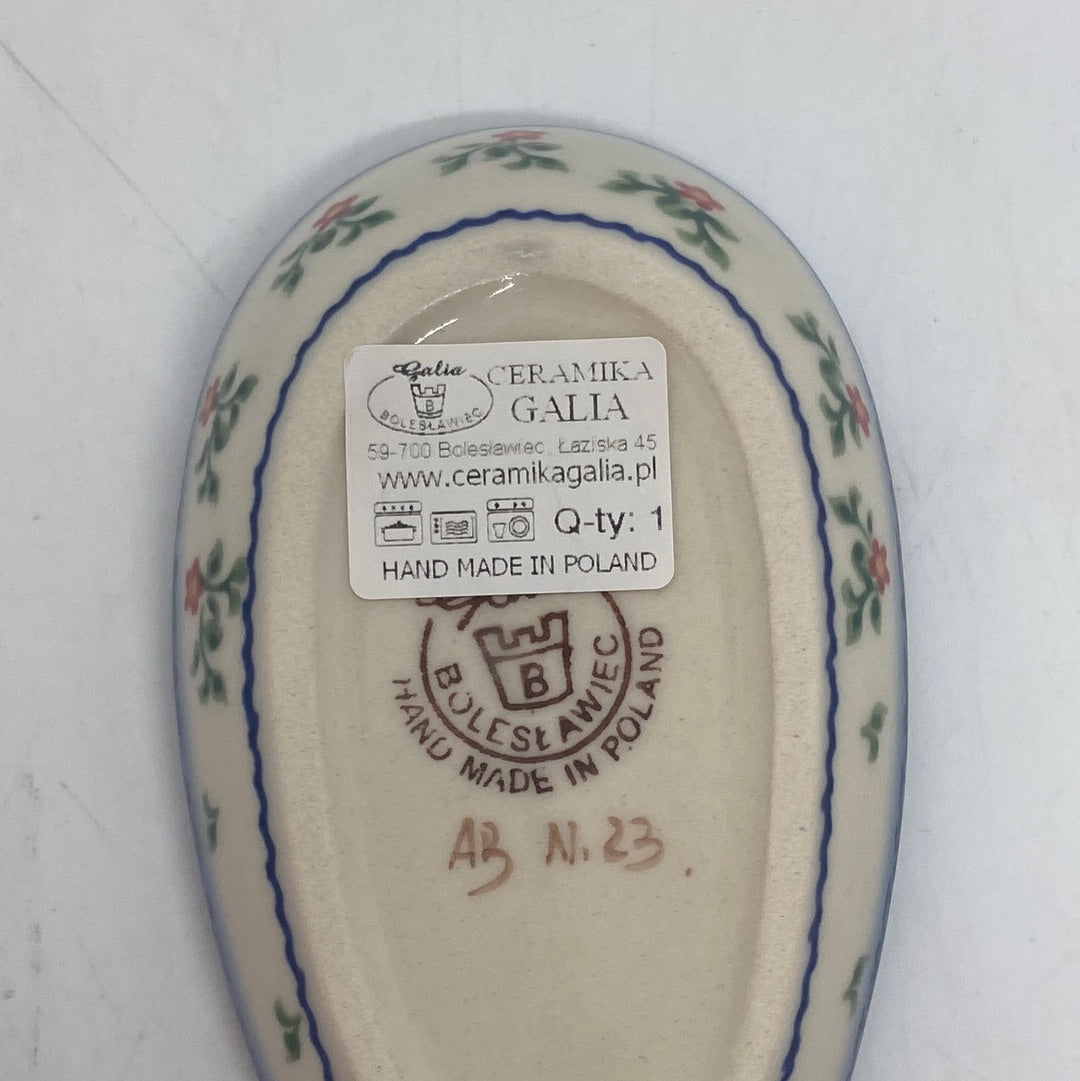 Galia
B
BOLESŁAWIEC
CERAMIKA
GALIA
59-700 Bolesławiec, Łaziska 45
www.ceramikagalia.pl
Q-ty: 1
HAND MADE IN POLAND
B
BOLESŁAWIEC
HAND MADE IN POLAND
AB N.23.